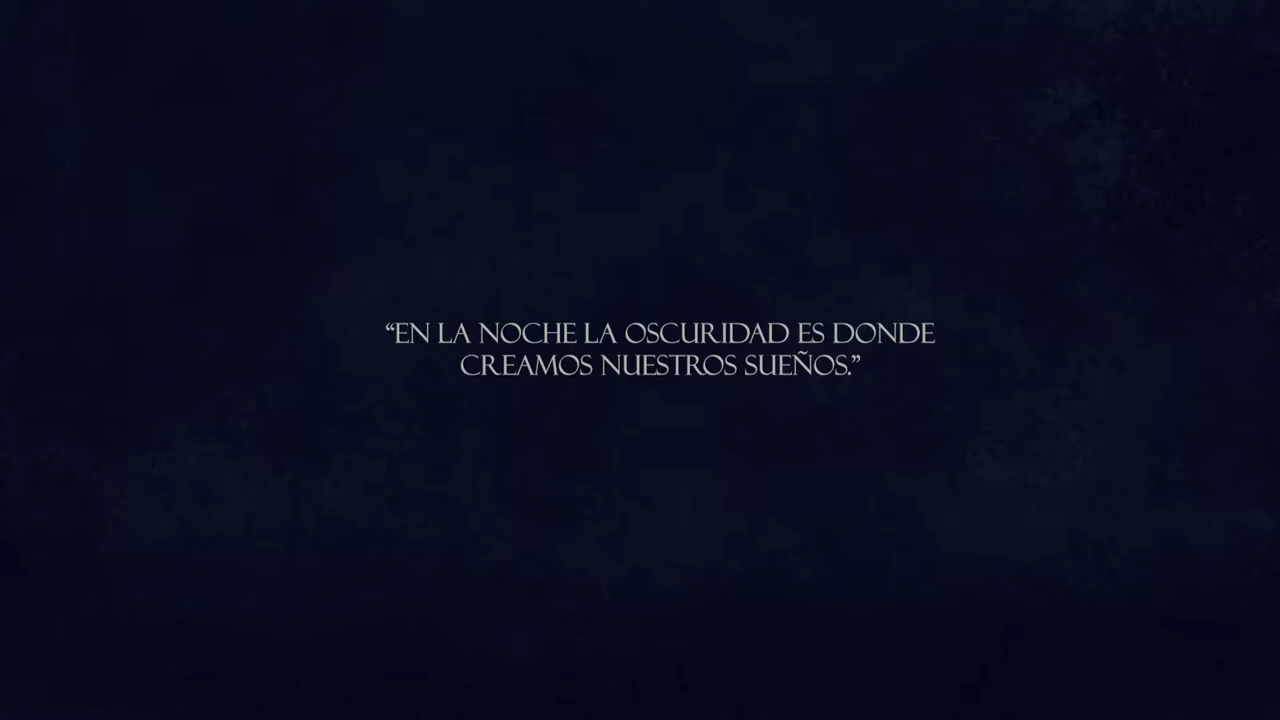 “EN LA NOCHE LA OSCURIDAD ES DONDE
CREAMOS NUESTROS SUEÑOS.”